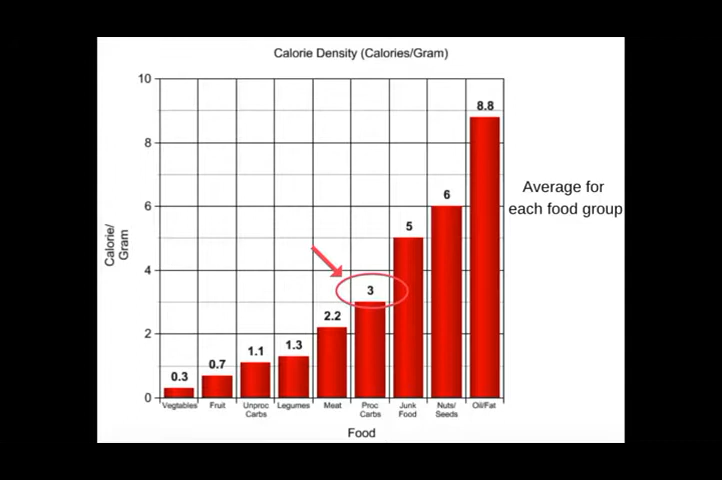 Calorie Density (Calories/Gram)
10
8
6
4
2
0
Calorie/
Gram
0.3
0.7
1.1
1.3
2.2
3
5
6
8.8
Vegtables
Fruit
Unproc
Carbs
Legumes
Meat
Proc
Carbs
Junk
Food
Nuts/
Seeds
Oil/Fat
Food
Average for
each food group